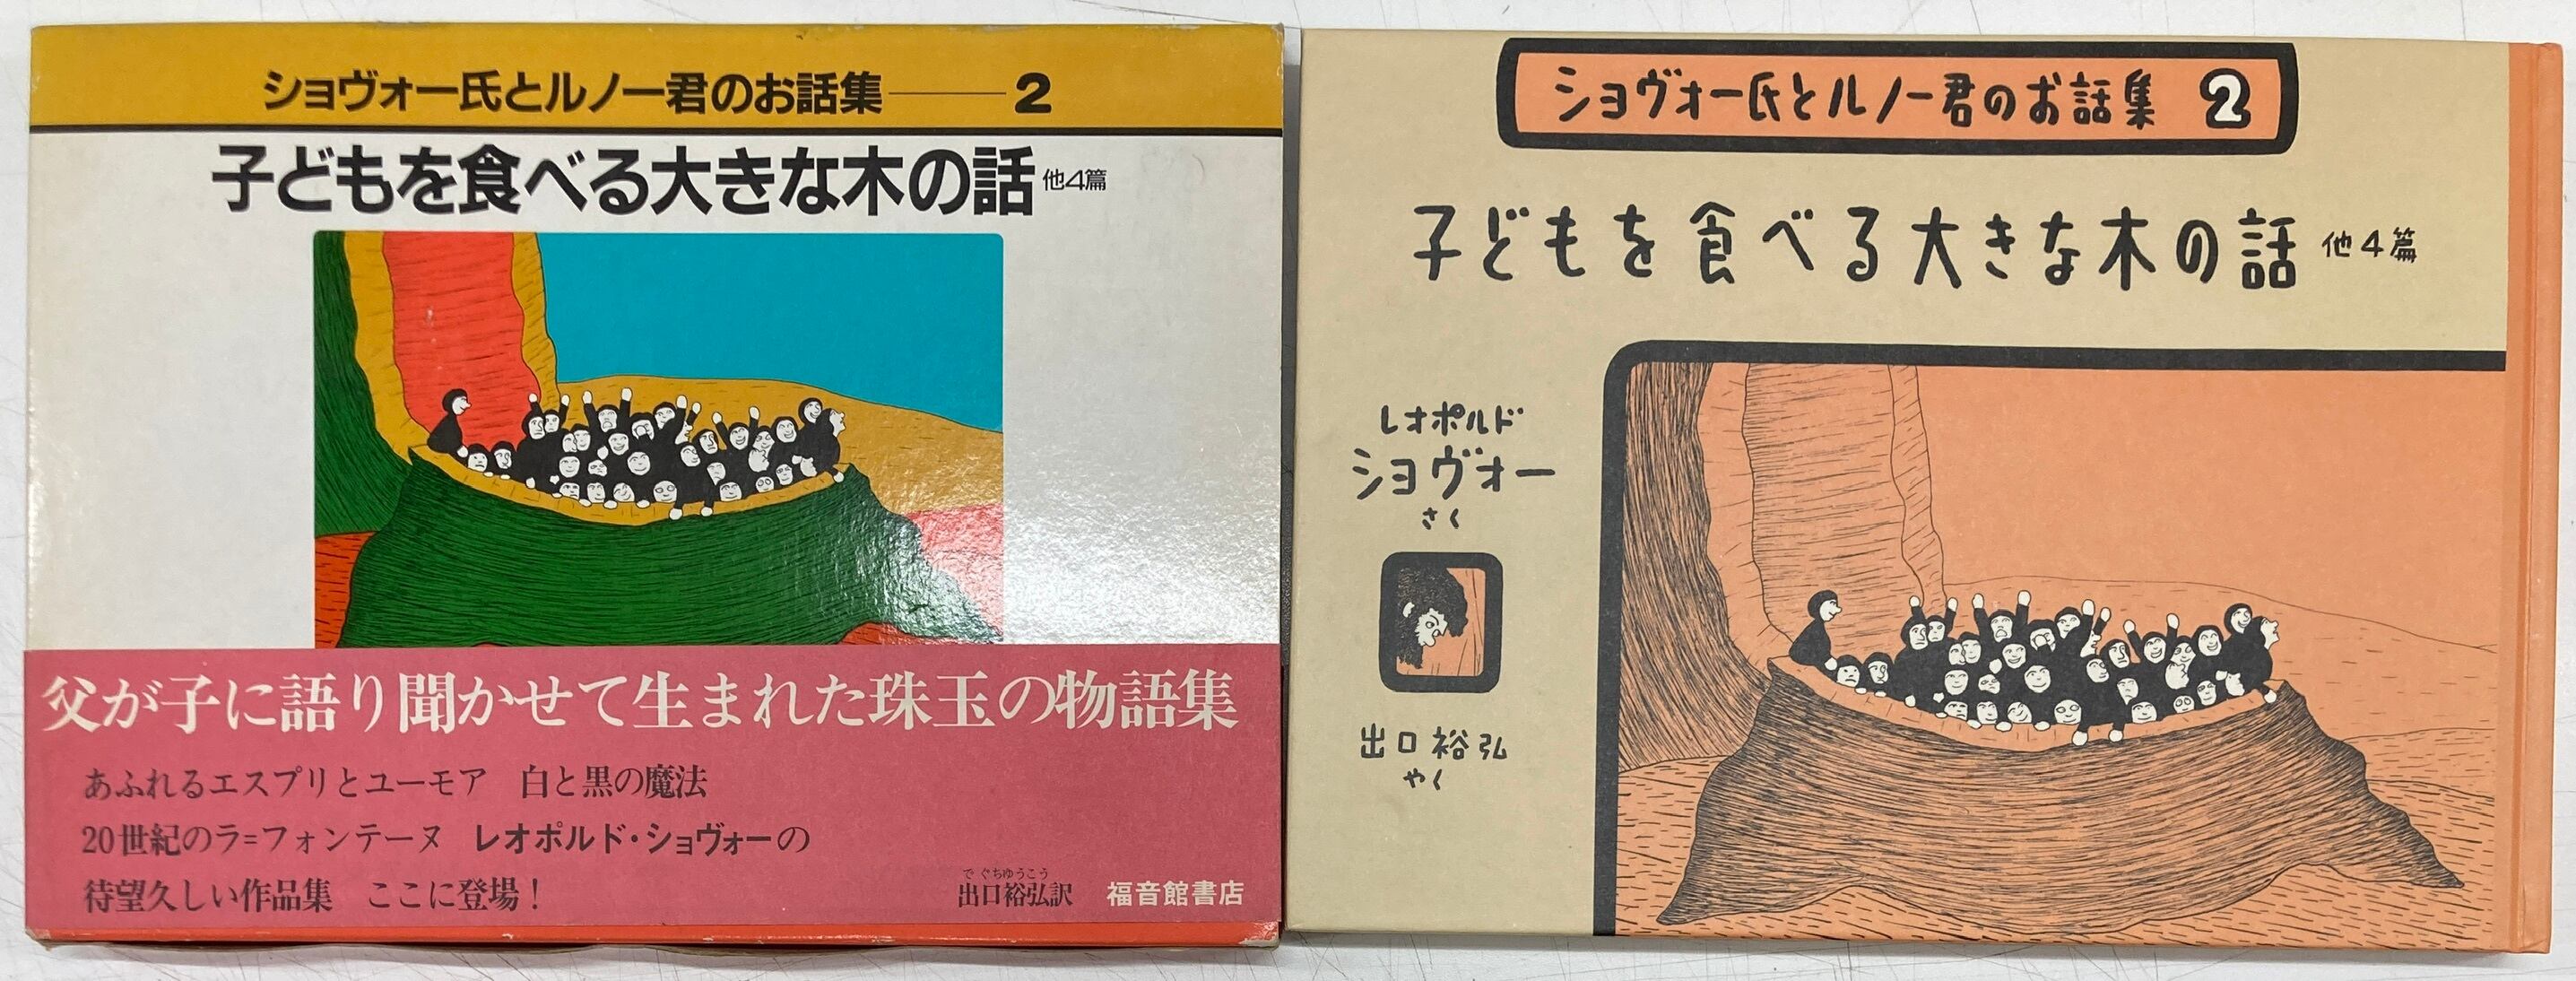 ショヴォー氏とルノー君のお話集——2
子どもを食べる大きな木の話 他4篇
父が子に語り聞かせて生まれた珠玉の物語集
あふれるエスプリとユーモア 白と黒の魔法
20世紀のラ=フォンテーヌ レオポルド・ショヴォーの
待望久しい作品集 ここに登場!
でぐちゆうこう
出口裕弘訳 福音館書店
ショヴォー氏とルノー君のお話集 2
子どもを食べる大きな木の話 他4篇
レオポルド
ショヴォー
さく
出口裕弘
やく